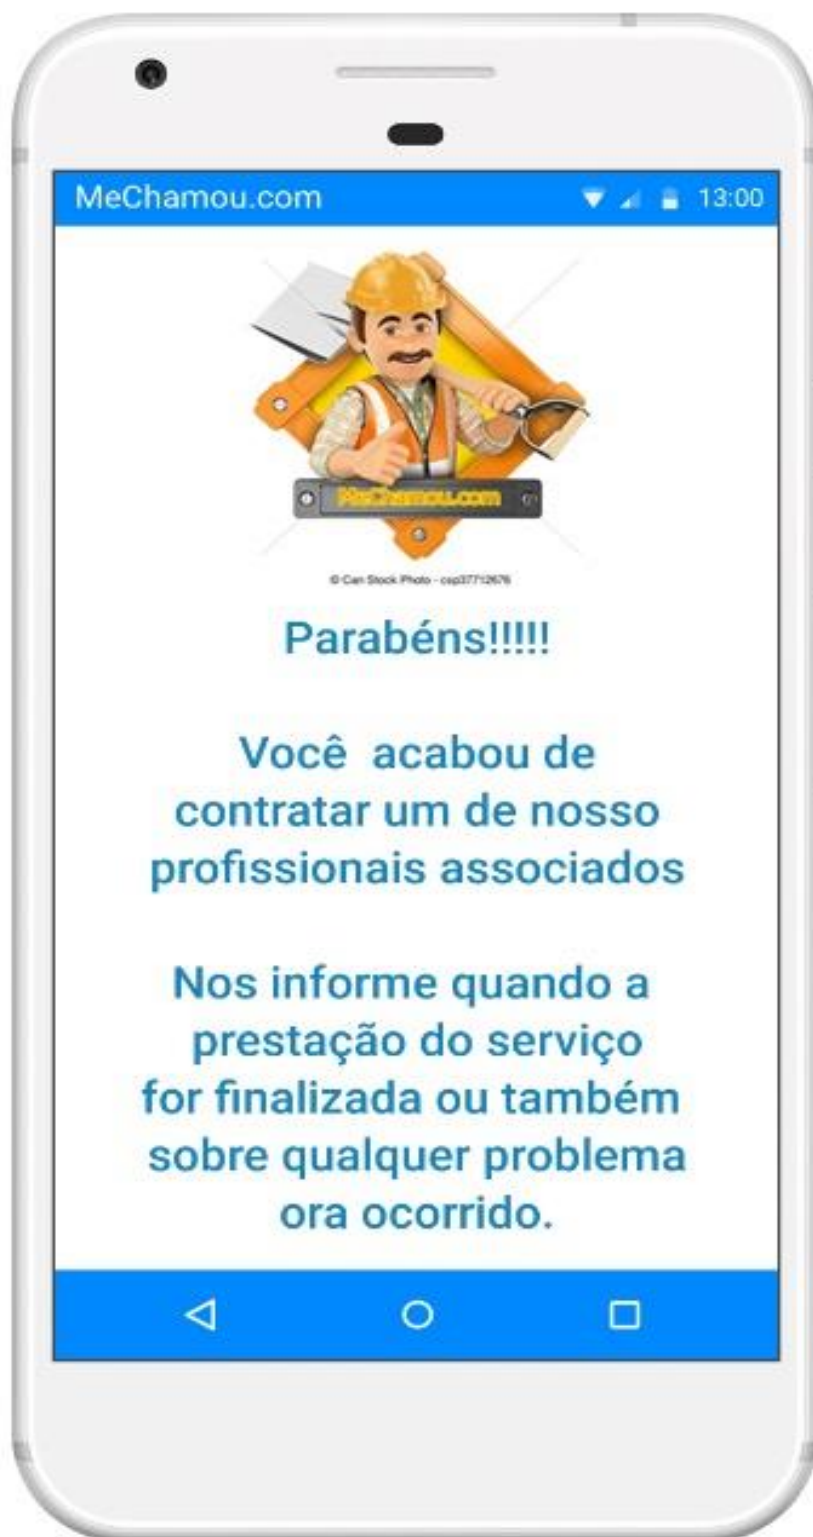 MeChamou.com 13:00
MeChamou.com
© Can Stock Photo - csp37712676
Parabéns!!!!!
Você acabou de
contratar um de nosso
profissionais associados
Nos informe quando a
prestação do serviço
for finalizada ou também
sobre qualquer problema
ora ocorrido.